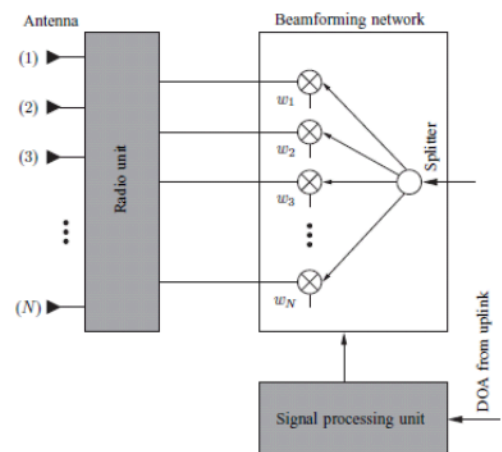 Antenna
Beamforming network
(1)
(2)
(3)
(N)
Radio unit
w1
w2
w3
wN
Splitter
Signal processing unit
DOA from uplink